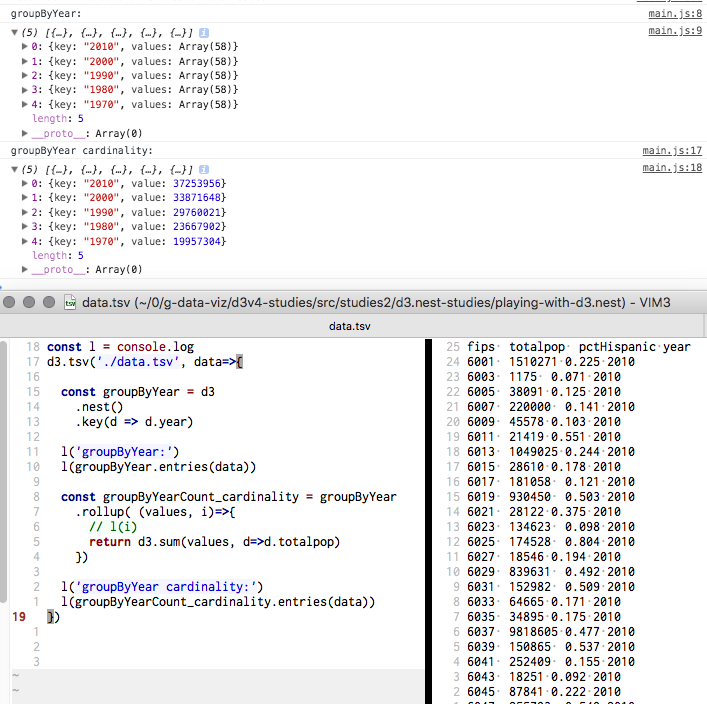 groupByYear: main.js:8
▼(5) [{…}, {…}, {…}, {…}, {…}] i main.js:9
▶0: {key: "2010", values: Array(58)}
▶1: {key: "2000", values: Array(58)}
▶2: {key: "1990", values: Array(58)}
▶3: {key: "1980", values: Array(58)}
▶4: {key: "1970", values: Array(58)}
length: 5
▶__proto__: Array(0)
groupByYear cardinality: main.js:17
▼(5) [{…}, {…}, {…}, {…}, {…}] i main.js:18
▶0: {key: "2010", value: 37253956}
▶1: {key: "2000", value: 33871648}
▶2: {key: "1990", value: 29760021}
▶3: {key: "1980", value: 23667902}
▶4: {key: "1970", value: 19957304}
length: 5
▶__proto__: Array(0)
data.tsv (~/0/g-data-viz/d3v4-studies/src/studies2/d3.nest-studies/playing-with-d3.nest) - VIM3
data.tsv
18 const l = console.log
17 d3.tsv('./data.tsv', data=>{
16
15 const groupByYear = d3
14 .nest()
13 .key(d => d.year)
12
11 l('groupByYear:')
10 l(groupByYear.entries(data))
9
8 const groupByYearCount_cardinality = groupByYear
7 .rollup( (values, i)=>{
6 // l(i)
5 return d3.sum(values, d=>d.totalpop)
4 })
3
2 l('groupByYear cardinality:')
1 l(groupByYearCount_cardinality.entries(data))
19 })
1
2
3
~
~
25 fips· totalpop· pctHispanic·year
24 6001· 1510271·0.225·2010
23 6003· 1175· 0.071·2010
22 6005· 38091·0.125·2010
21 6007· 220000· 0.141·2010
20 6009· 45578·0.103·2010
19 6011· 21419·0.551·2010
18 6013· 1049025·0.244·2010
17 6015· 28610·0.178·2010
16 6017· 181058· 0.121·2010
15 6019· 930450· 0.503·2010
14 6021· 28122·0.375·2010
13 6023· 134623· 0.098·2010
12 6025· 174528· 0.804·2010
11 6027· 18546·0.194·2010
10 6029· 839631· 0.492·2010
9 6031· 152982· 0.509·2010
8 6033· 64665·0.171·2010
7 6035· 34895·0.175·2010
6 6037· 9818605·0.477·2010
5 6039· 150865· 0.537·2010
4 6041· 252409· 0.155·2010
3 6043· 18251·0.092·2010
2 6045· 87841·0.222·2010